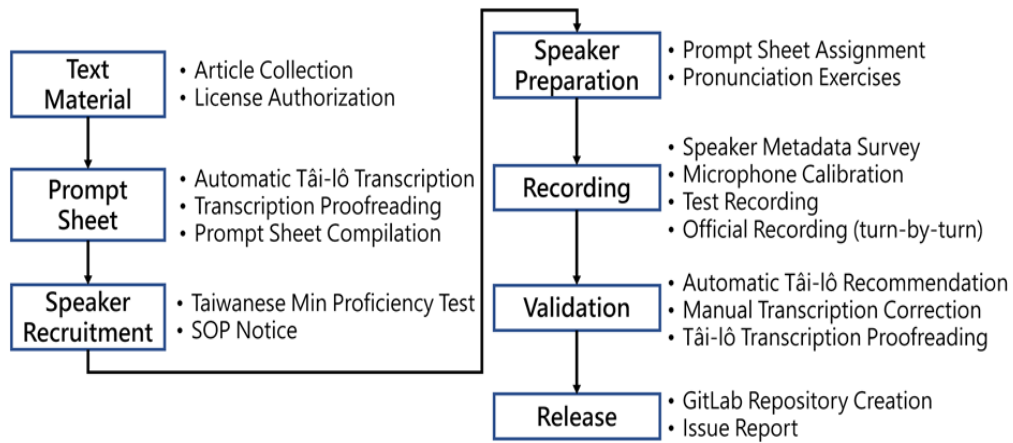 Text
Material
• Article Collection
• License Authorization
Prompt
Sheet
• Automatic Tâi-lô Transcription
• Transcription Proofreading
• Prompt Sheet Compilation
Speaker
Recruitment
• Taiwanese Min Proficiency Test
• SOP Notice
Speaker
Preparation
• Prompt Sheet Assignment
• Pronunciation Exercises
Recording
• Speaker Metadata Survey
• Microphone Calibration
• Test Recording
• Official Recording (turn-by-turn)
Validation
• Automatic Tâi-lô Recommendation
• Manual Transcription Correction
• Tâi-lô Transcription Proofreading
Release
• GitLab Repository Creation
• Issue Report